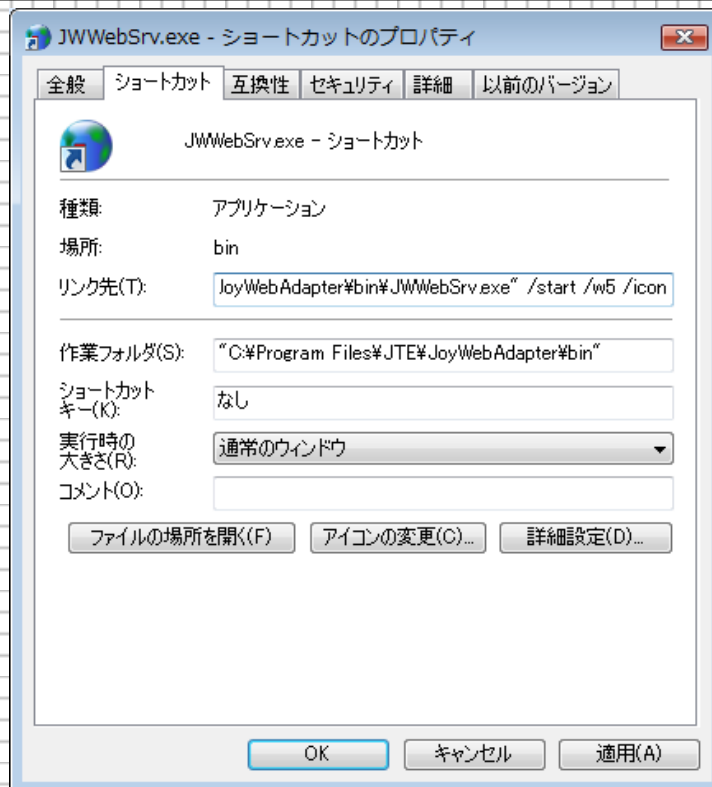 JWWebSrv.exe - ショートカットのプロパティ
全般 ショートカット 互換性 セキュリティ 詳細 以前のバージョン
JWWebSrv.exe - ショートカット
種類: アプリケーション
場所: bin
リンク先(T): JoyWebAdapter¥bin¥JWWebSrv.exe" /start /w5 /icon
作業フォルダ(S): "C:¥Program Files¥JTE¥JoyWebAdapter¥bin"
ショートカット
キー(K): なし
実行時の
大きさ(R): 通常のウィンドウ
コメント(O):
ファイルの場所を開く(F) アイコンの変更(C)... 詳細設定(D)...
OK キャンセル 適用(A)